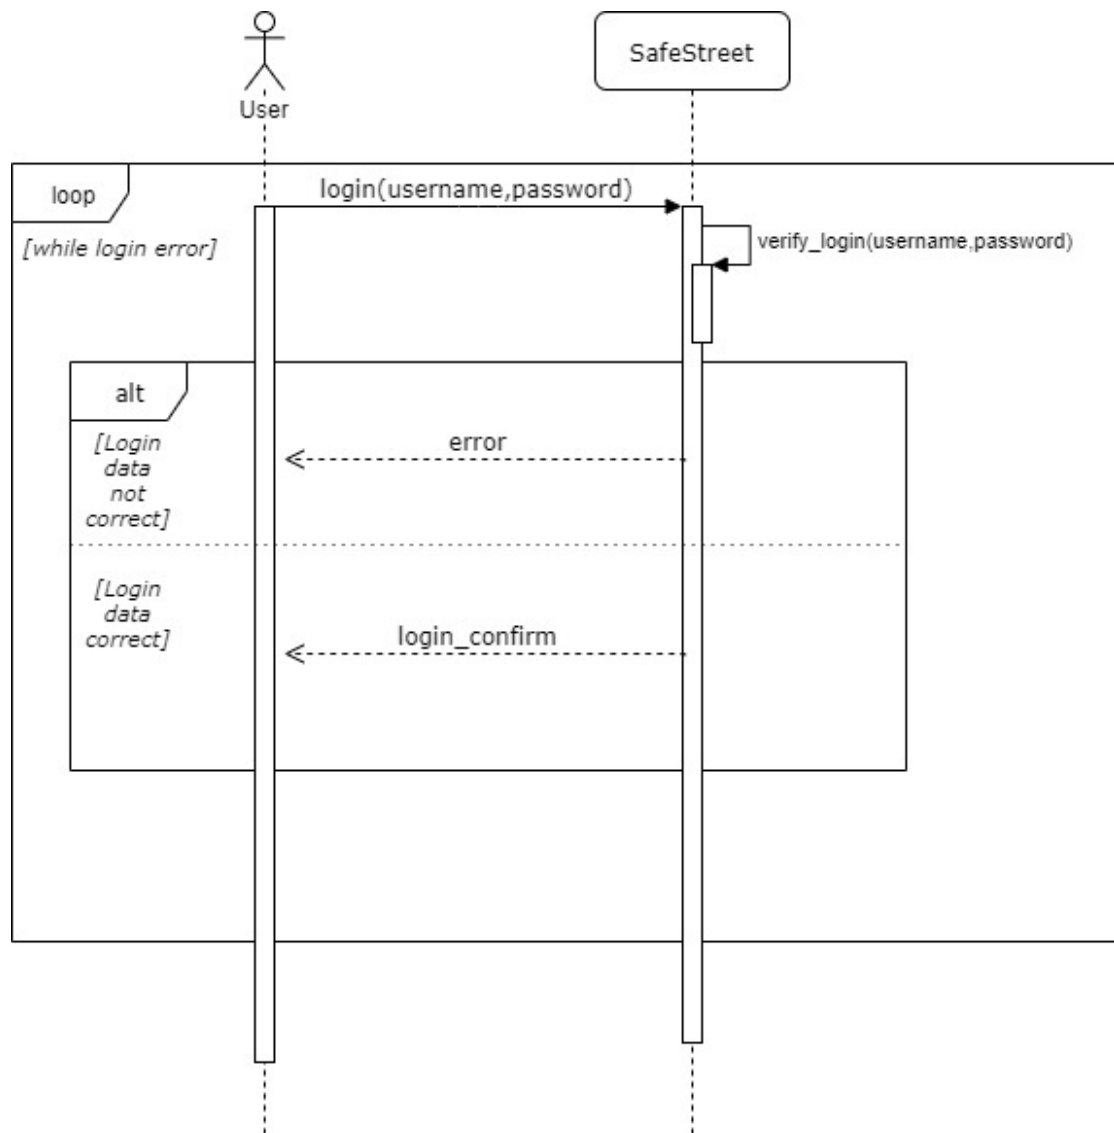 SafeStreet
User
loop
login(username,password)
[while login error]
verify_login(username,password)
alt
[Login
data
not
correct]
error
[Login
data
correct]
login_confirm